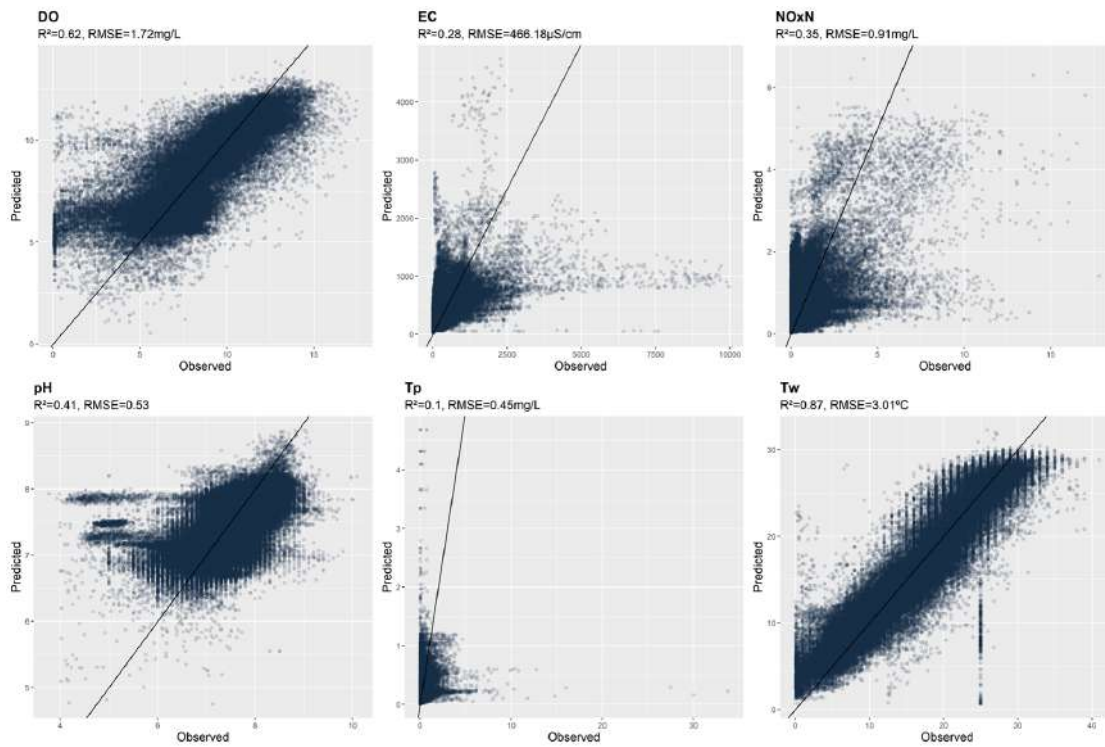 DO
R²=0.62, RMSE=1.72mg/L
Predicted
10
5
0
0
5
10
15
Observed
EC
R²=0.28, RMSE=466.18µS/cm
Predicted
4000
3000
2000
1000
0
0
2500
5000
7500
10000
Observed
NOxN
R²=0.35, RMSE=0.91mg/L
Predicted
6
4
2
0
0
5
10
15
Observed
pH
R²=0.41, RMSE=0.53
Predicted
9
8
7
6
5
4
6
8
10
Observed
Tp
R²=0.1, RMSE=0.45mg/L
Predicted
4
3
2
1
0
0
10
20
30
Observed
Tw
R²=0.87, RMSE=3.01ºC
Predicted
30
20
10
0
0
10
20
30
40
Observed